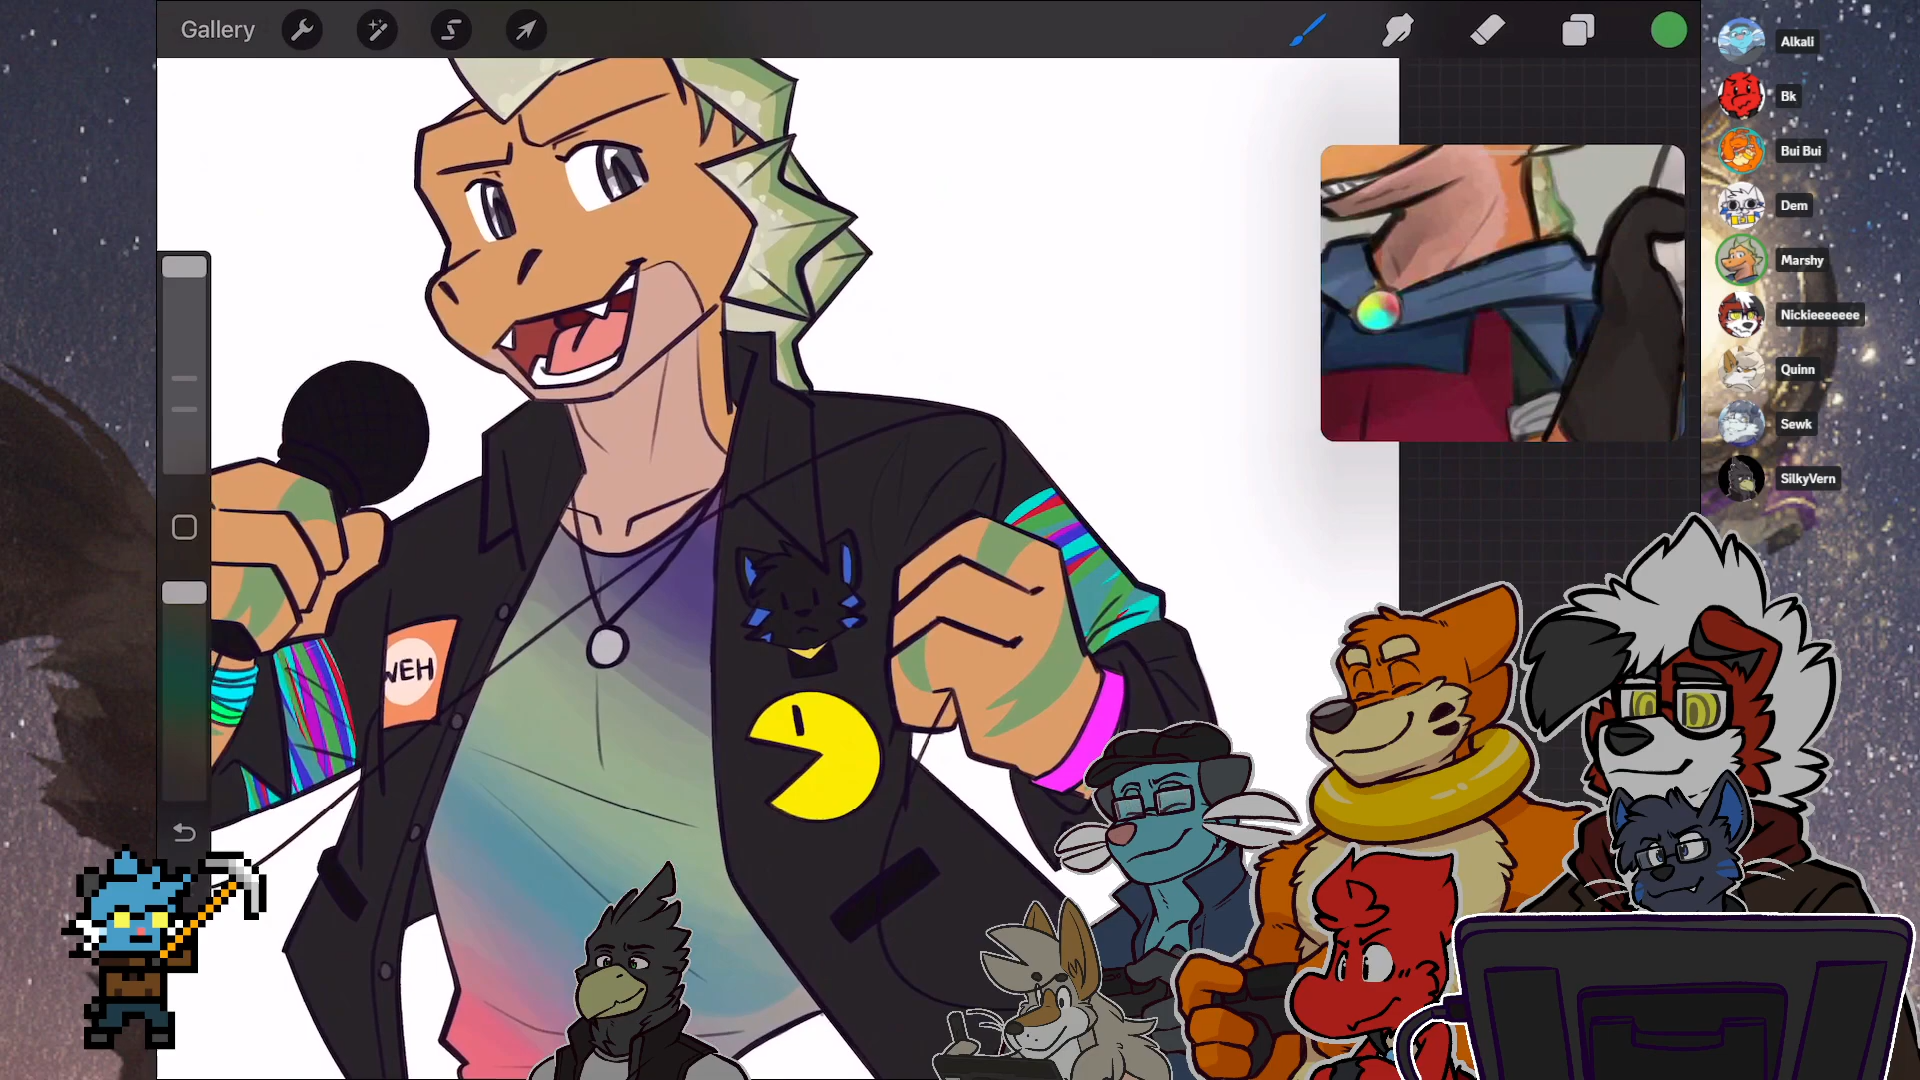 Gallery
Alkali
Bk
Bui Bui
Dem
Marshy
Nickieeeeeee
Quinn
Sewk
SilkyVern
WEH